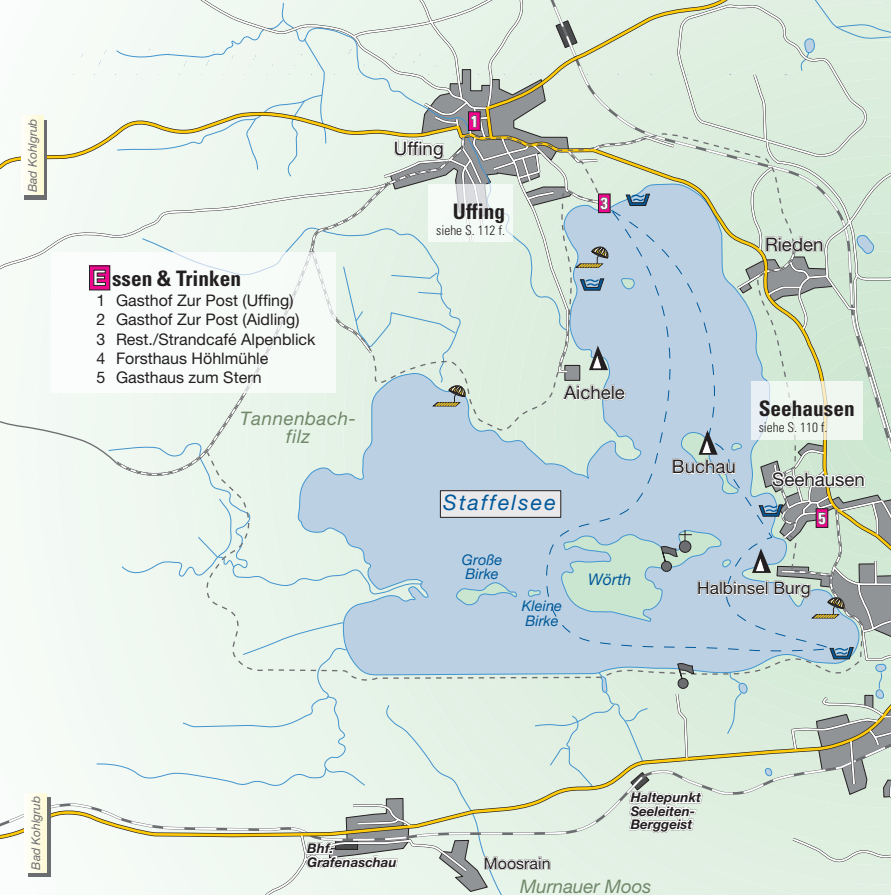 Bad Kohlgrub
1
Uffing
Uffing
siehe S. 112 f.
3
Rieden
Essen & Trinken
1 Gasthof Zur Post (Uffing)
2 Gasthof Zur Post (Aidling)
3 Rest./Strandcafé Alpenblick
4 Forsthaus Höhlmühle
5 Gasthaus zum Stern
Aichele
Tannenbach-
filz
Seehausen
siehe S. 110 f.
Buchau
Seehausen
5
Staffelsee
Große
Birke
Wörth
Kleine
Birke
Halbinsel Burg
Haltepunkt
Seeleiten-
Berggeist
Bad Kohlgrub
Bhf.
Grafenaschau
Moosrain
Murnauer Moos